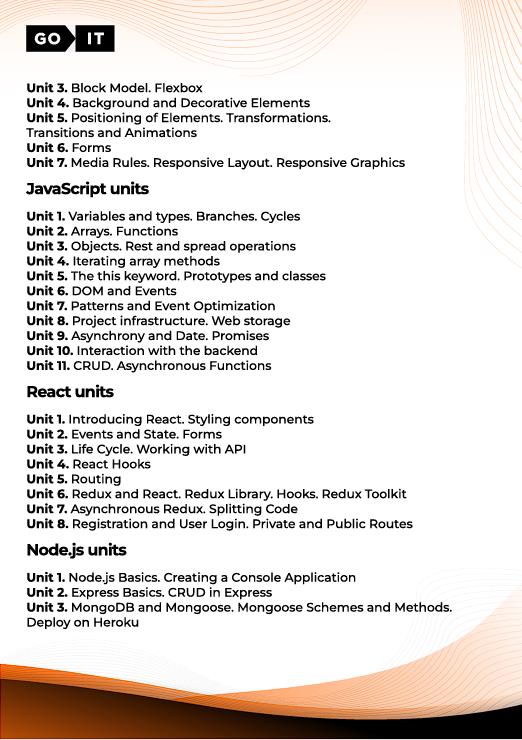 GO IT
Unit 3. Block Model. Flexbox
Unit 4. Background and Decorative Elements
Unit 5. Positioning of Elements. Transformations.
Transitions and Animations
Unit 6. Forms
Unit 7. Media Rules. Responsive Layout. Responsive Graphics
JavaScript units
Unit 1. Variables and types. Branches. Cycles
Unit 2. Arrays. Functions
Unit 3. Objects. Rest and spread operations
Unit 4. Iterating array methods
Unit 5. The this keyword. Prototypes and classes
Unit 6. DOM and Events
Unit 7. Patterns and Event Optimization
Unit 8. Project infrastructure. Web storage
Unit 9. Asynchrony and Date. Promises
Unit 10. Interaction with the backend
Unit 11. CRUD. Asynchronous Functions
React units
Unit 1. Introducing React. Styling components
Unit 2. Events and State. Forms
Unit 3. Life Cycle. Working with API
Unit 4. React Hooks
Unit 5. Routing
Unit 6. Redux and React. Redux Library. Hooks. Redux Toolkit
Unit 7. Asynchronous Redux. Splitting Code
Unit 8. Registration and User Login. Private and Public Routes
Node.js units
Unit 1. Node.js Basics. Creating a Console Application
Unit 2. Express Basics. CRUD in Express
Unit 3. MongoDB and Mongoose. Mongoose Schemes and Methods.
Deploy on Heroku